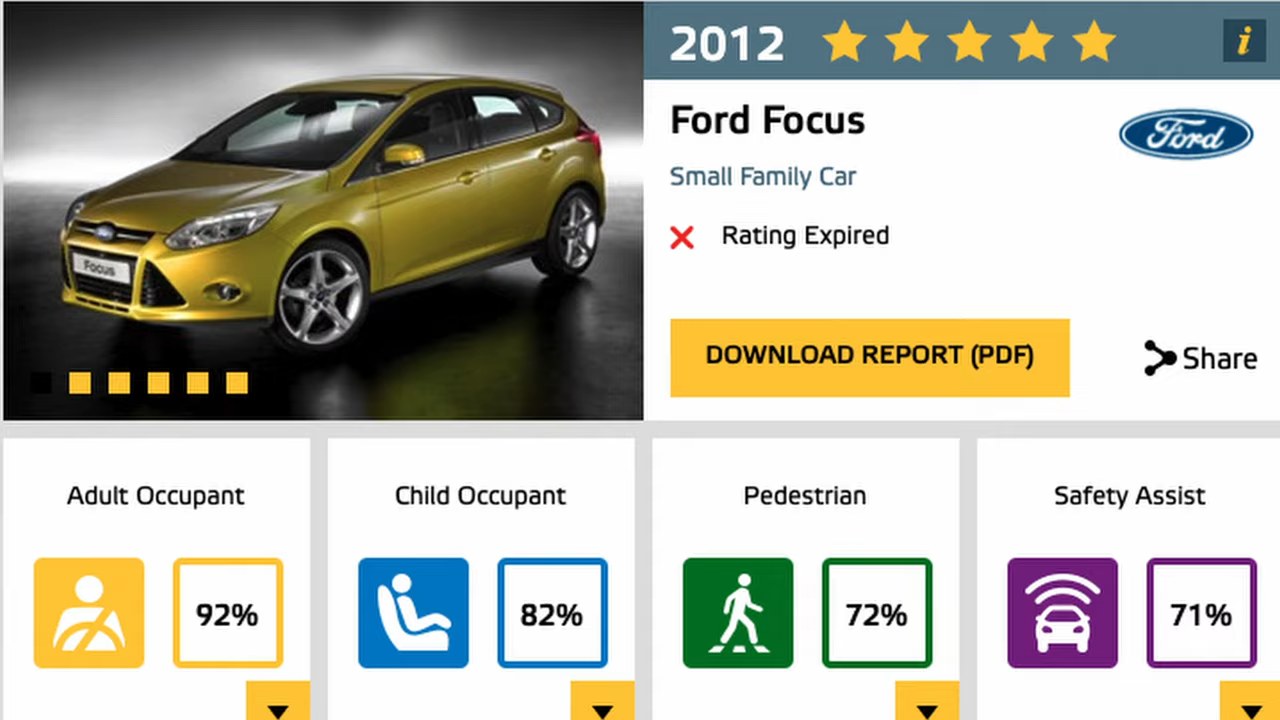 2012
i
Ford Focus
Ford
Small Family Car
Rating Expired
Focus
DOWNLOAD REPORT (PDF)
Share
Adult Occupant
Child Occupant
Pedestrian
Safety Assist
92%
82%
72%
71%